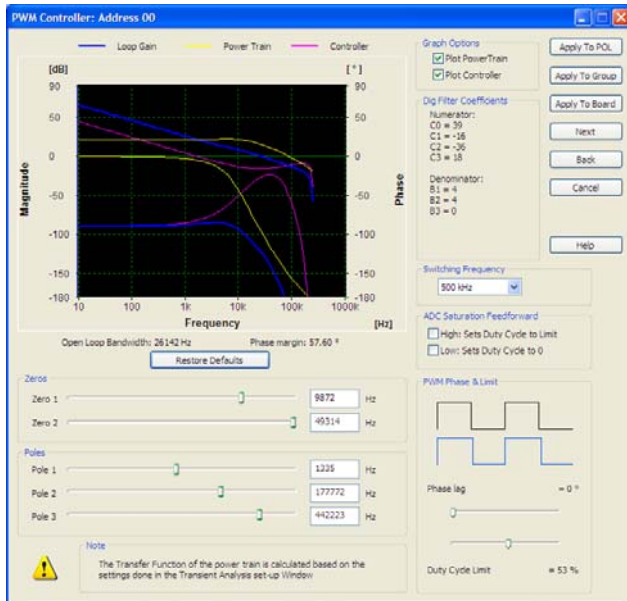 PWM Controller: Address 00
Loop Gain Power Train Controller
[dB] [°]
90 90
50 50
0 0
-50 -50
-100 -100
-150 -150
-180 -180
Magnitude
Phase
10 100 1k 10k 100k 1000k
Frequency [Hz]
Open Loop Bandwidth: 26142 Hz Phase margin: 57.60 °
Restore Defaults
Zeros
Zero 1 9872 Hz
Zero 2 49314 Hz
Poles
Pole 1 1335 Hz
Pole 2 177772 Hz
Pole 3 442223 Hz
Note
The Transfer Function of the power train is calculated based on the
settings done in the Transient Analysis set-up Window
Graph Options
Plot PowerTrain
Plot Controller
Dig Filter Coefficients
Numerator:
C0 = 39
C1 = -16
C2 = -36
C3 = 18
Denominator:
B1 = 4
B2 = 4
B3 = 0
Switching Frequency
500 kHz
ADC Saturation Feedforward
High: Sets Duty Cycle to Limit
Low: Sets Duty Cycle to 0
PWM Phase & Limit
Phase lag = 0 °
Duty Cycle Limit = 53 %
Apply To POL
Apply To Group
Apply To Board
Next
Back
Cancel
Help